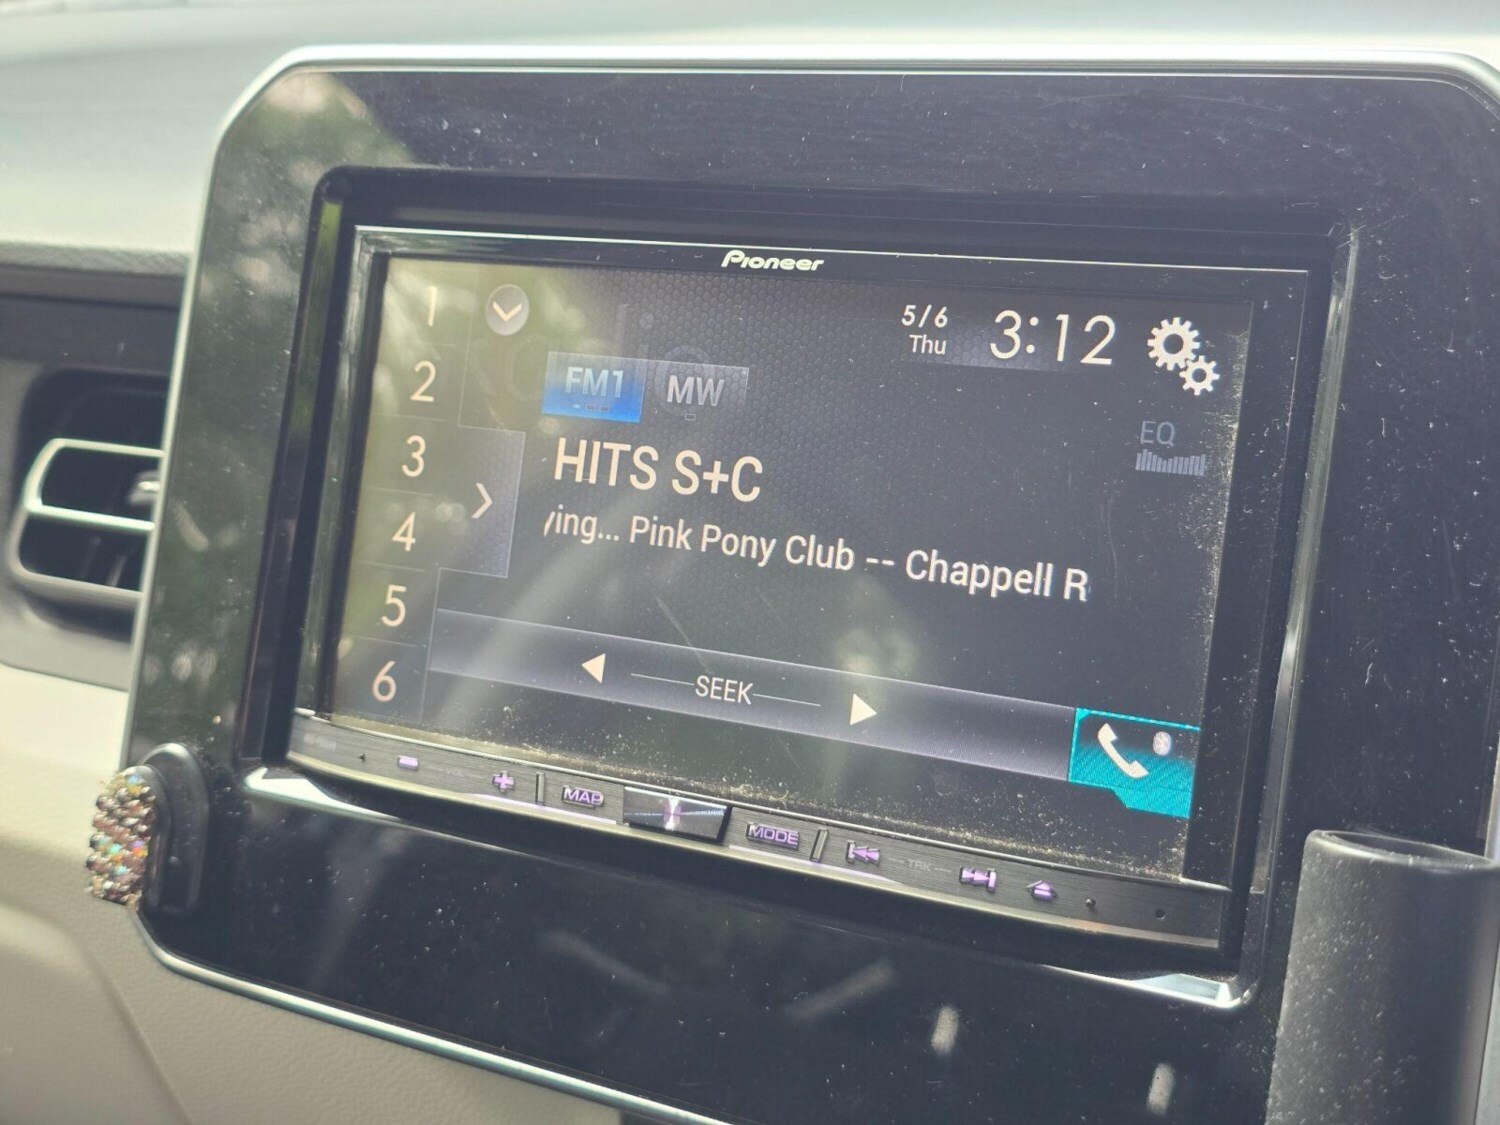 Pioneer
5/6
Thu
3:12
1
2
3
4
5
6
FM1
MW
EQ
HITS S+C
ying... Pink Pony Club -- Chappell R
SEEK
MAP
MODE
TRK